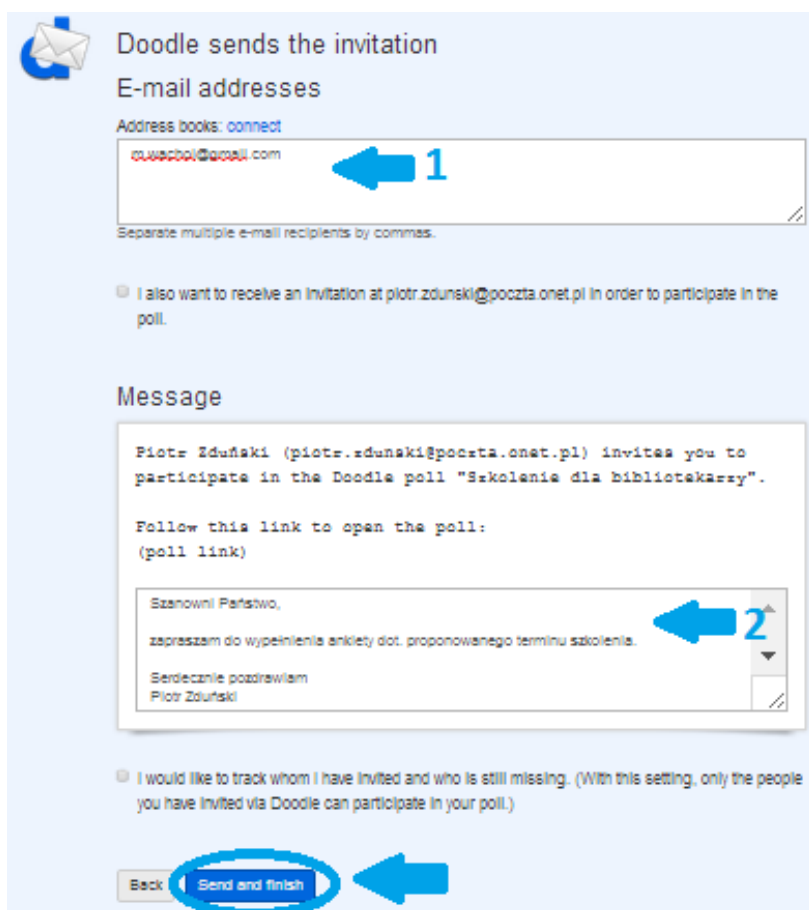 Doodle sends the invitation
E-mail addresses
Address books: connect
m.wachol@gmail.com
1
Separate multiple e-mail recipients by commas.
I also want to receive an invitation at piotr.zdunski@poczta.onet.pl in order to participate in the
poll.
Message
Piotr Zduński (piotr.zdunski@poczta.onet.pl) invites you to
participate in the Doodle poll "Szkolenie dla bibliotekarzy".
Follow this link to open the poll:
(poll link)
Szanowni Państwo,
2
zapraszam do wypełnienia ankiety dot. proponowanego terminu szkolenia.
Serdecznie pozdrawiam
Piotr Zduński
I would like to track whom I have invited and who is still missing. (With this setting, only the people
you have invited via Doodle can participate in your poll.)
Back Send and finish